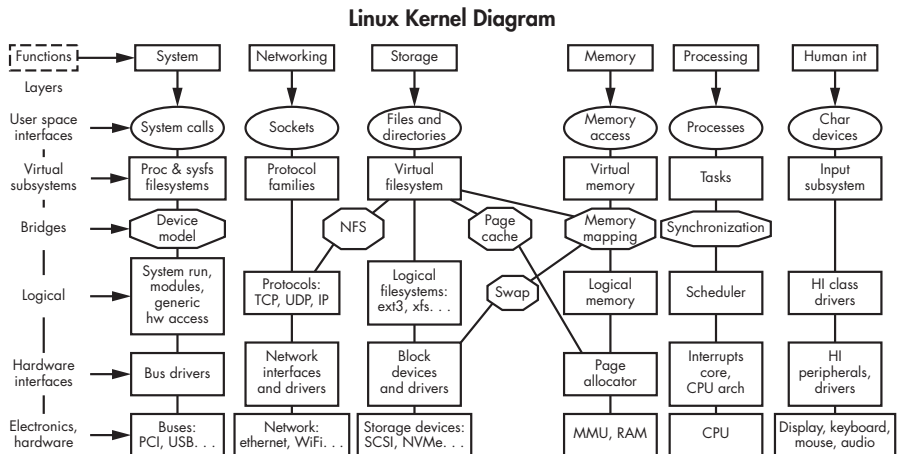 Linux Kernel Diagram
Functions
System
Networking
Storage
Memory
Processing
Human int
Layers
User space
interfaces
System calls
Sockets
Files and
directories
Memory
access
Processes
Char
devices
Virtual
subsystems
Proc & sysfs
filesystems
Protocol
families
Virtual
filesystem
Virtual
memory
Tasks
Input
subsystem
Bridges
Device
model
NFS
Page
cache
Memory
mapping
Synchronization
Logical
System run,
modules,
generic
hw access
Protocols:
TCP, UDP, IP
Logical
filesystems:
ext3, xfs. . .
Swap
Logical
memory
Scheduler
HI class
drivers
Hardware
interfaces
Bus drivers
Network
interfaces
and drivers
Block
devices
and drivers
Page
allocator
Interrupts
core,
CPU arch
HI
peripherals,
drivers
Electronics,
hardware
Buses:
PCI, USB. . .
Network:
ethernet, WiFi. . .
Storage devices:
SCSI, NVMe. . .
MMU, RAM
CPU
Display, keyboard,
mouse, audio